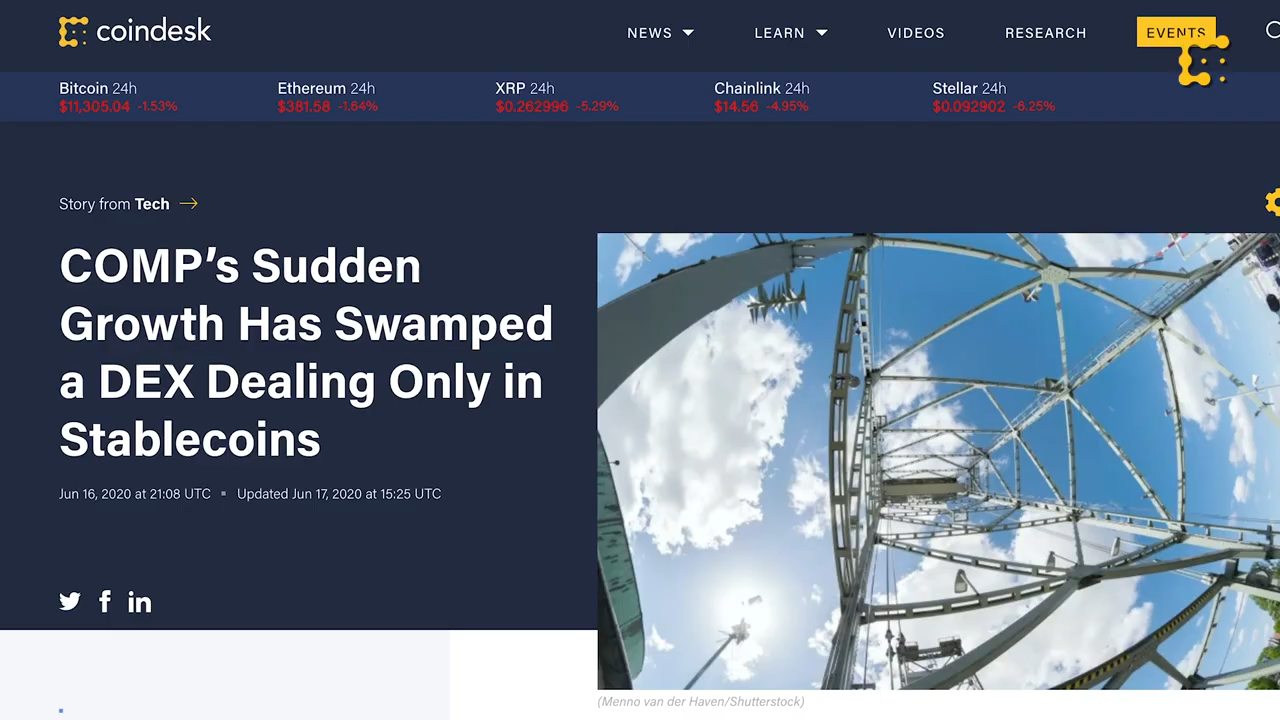 coindesk
NEWS
LEARN
VIDEOS
RESEARCH
EVENTS
Bitcoin 24h
$11,305.04 -1.53%
Ethereum 24h
$381.58 -1.64%
XRP 24h
$0.262996 -5.29%
Chainlink 24h
$14.56 -4.95%
Stellar 24h
$0.092902 -6.25%
Story from Tech
COMP’s Sudden
Growth Has Swamped
a DEX Dealing Only in
Stablecoins
Jun 16, 2020 at 21:08 UTC ▪ Updated Jun 17, 2020 at 15:25 UTC
(Menno van der Haven/Shutterstock)